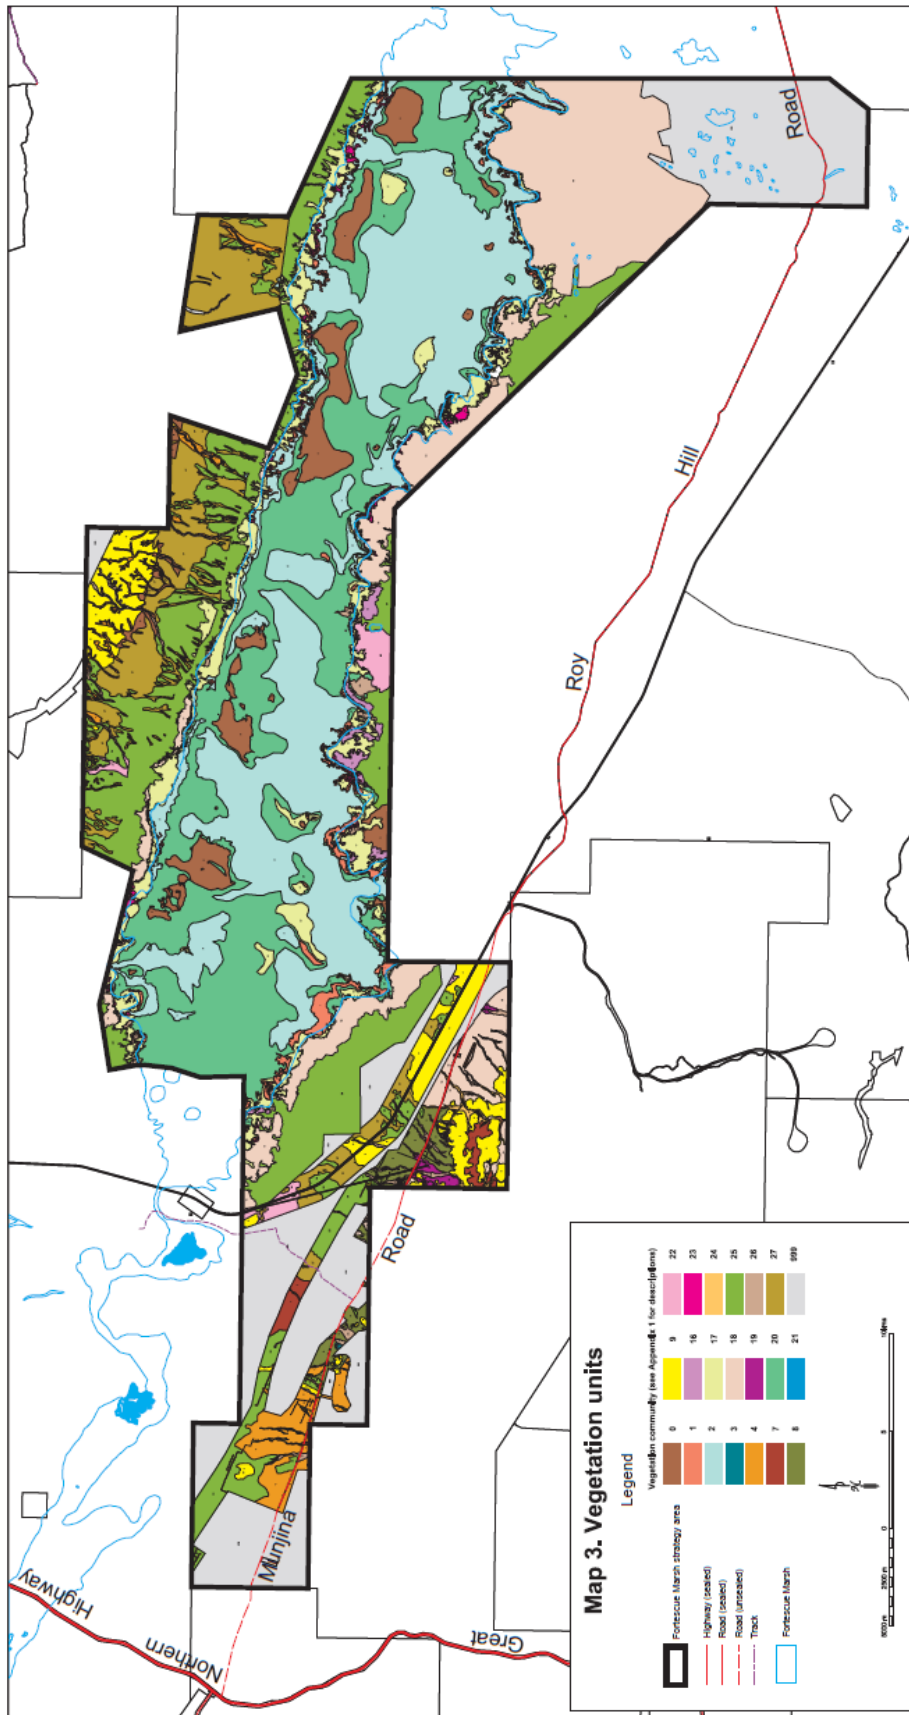 Highway
Northern
Great
Munjina
Road
Roy
Hill
Road
Map 3. Vegetation units
Legend
Vegetation community (see Appendix 1 for descriptions)
Fortescue Marsh strategy area
Highway (sealed)
Road (sealed)
Road (unsealed)
Track
Fortescue Marsh
0
1
2
3
4
7
8
9
16
17
18
19
20
21
22
23
24
25
26
27
999
0
5